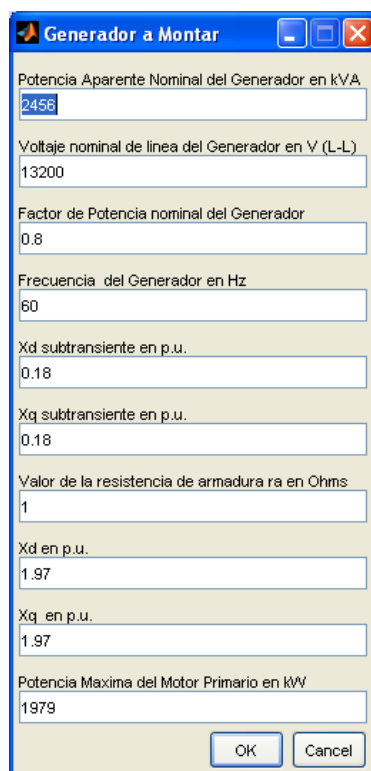 Generador a Montar
Potencia Aparente Nominal del Generador en kVA
2456
Voltaje nominal de linea del Generador en V (L-L)
13200
Factor de Potencia nominal del Generador
0.8
Frecuencia del Generador en Hz
60
Xd subtransiente en p.u.
0.18
Xq subtransiente en p.u.
0.18
Valor de la resistencia de armadura ra en Ohms
1
Xd en p.u.
1.97
Xq en p.u.
1.97
Potencia Maxima del Motor Primario en kW
1979
OK Cancel